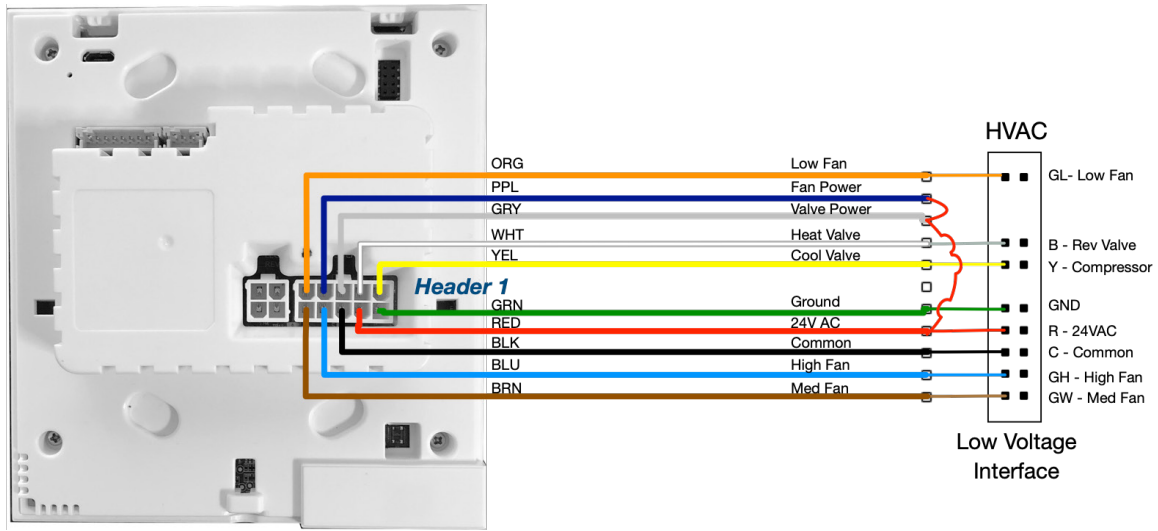 HVAC
ORG Low Fan GL- Low Fan
PPL Fan Power
GRY Valve Power
WHT Heat Valve B - Rev Valve
YEL Cool Valve Y - Compressor
Header 1
GRN Ground GND
RED 24V AC R - 24VAC
BLK Common C - Common
BLU High Fan GH - High Fan
BRN Med Fan GW - Med Fan
Low Voltage
Interface